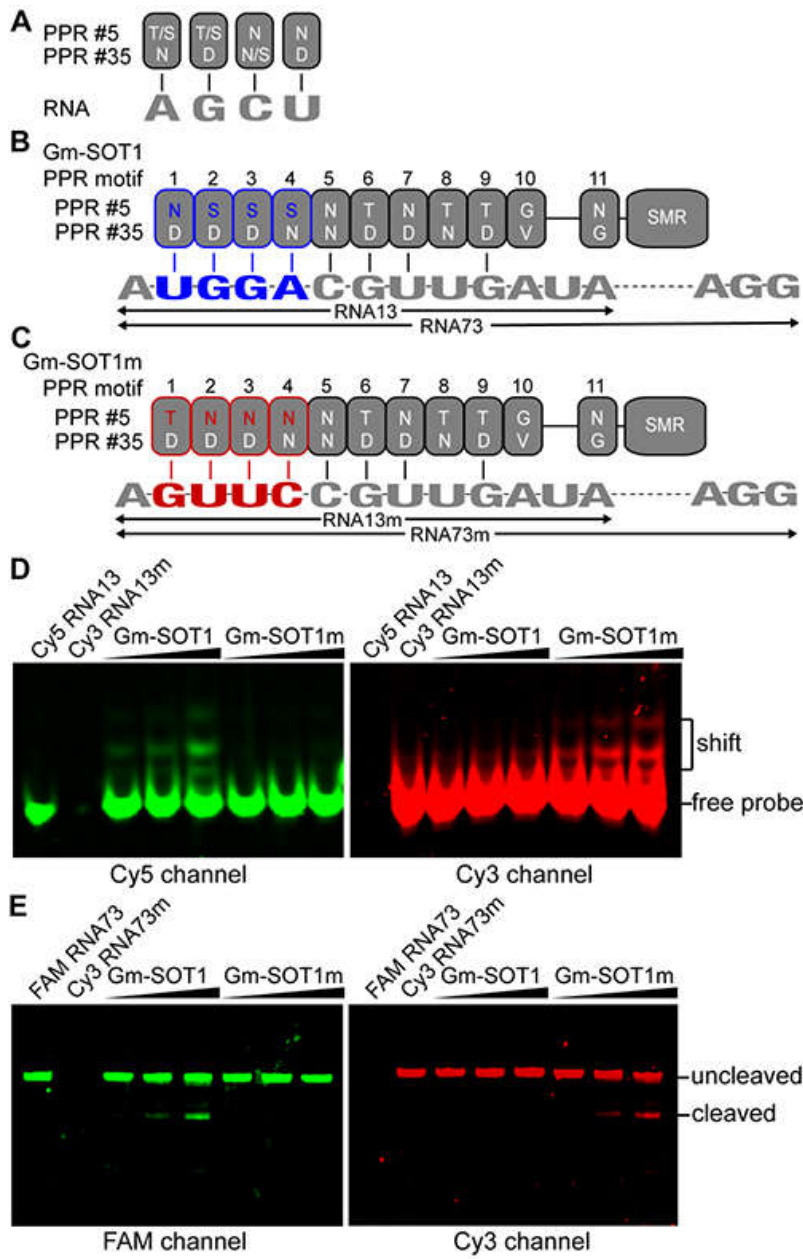 A
PPR #5 T/S T/S N N
PPR #35 N D N/S D
RNA A G C U
B
Gm-SOT1
PPR motif 1 2 3 4 5 6 7 8 9 10 11
PPR #5 N S S S N T N T T G N SMR
PPR #35 D D D N N D D N D V G
A-U-G-G-A-C-G-U-U-G-A-U-A------A-G-G
RNA13
RNA73
C
Gm-SOT1m
PPR motif 1 2 3 4 5 6 7 8 9 10 11
PPR #5 T N N N N T N T T G N SMR
PPR #35 D D D N N D D N D V G
A-G-U-U-C-C-G-U-U-G-A-U-A------A-G-G
RNA13m
RNA73m
D
Cy5 RNA13 Cy3 RNA13m Gm-SOT1 Gm-SOT1m Cy5 RNA13 Cy3 RNA13m Gm-SOT1 Gm-SOT1m
shift
free probe
Cy5 channel Cy3 channel
E
FAM RNA73 Cy3 RNA73m Gm-SOT1 Gm-SOT1m FAM RNA73 Cy3 RNA73m Gm-SOT1 Gm-SOT1m
uncleaved
cleaved
FAM channel Cy3 channel